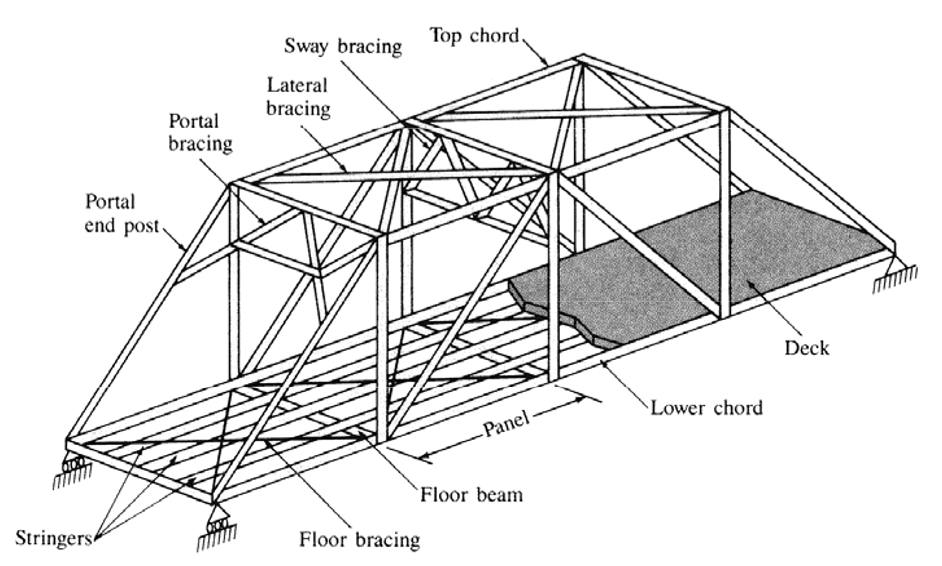 Top chord
Sway bracing
Lateral
bracing
Portal
bracing
Portal
end post
Deck
Lower chord
Panel
Floor beam
Stringers
Floor bracing